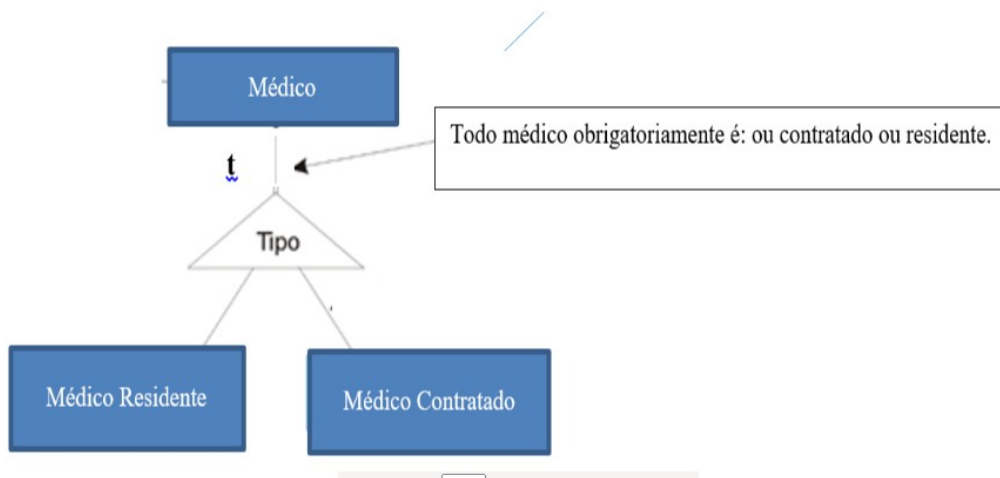 Médico
Todo médico obrigatoriamente é: ou contratado ou residente.
t
Tipo
Médico Residente
Médico Contratado